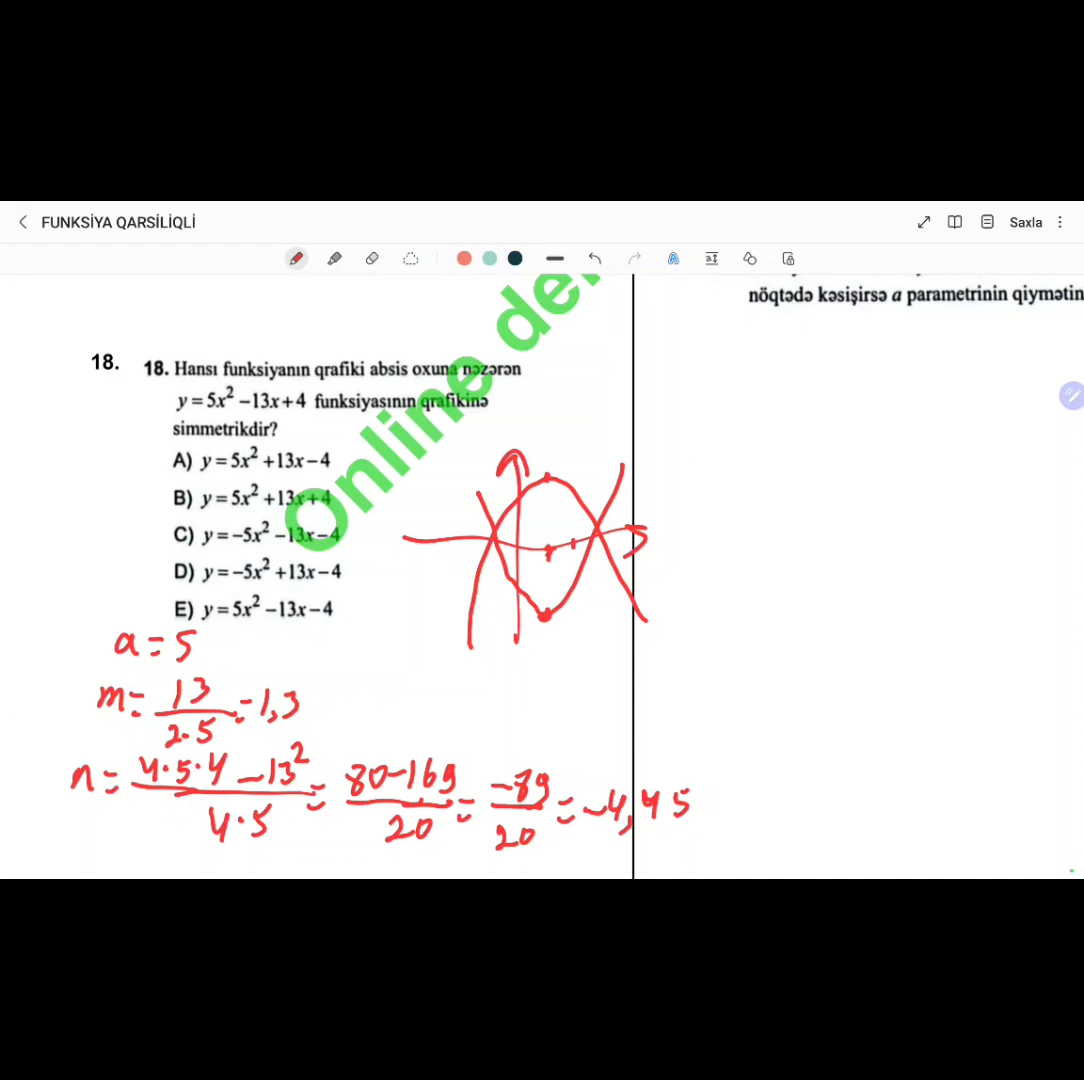 FUNKSİYA QARSİLİQLİ
Saxla
nöqtədə kəsişirsə a parametrinin qiymətin
18. 18. Hansı funksiyanın qrafiki absis oxuna nəzərən
y = 5x² − 13x + 4 funksiyasının qrafikinə
simmetrikdir?
A) y = 5x² + 13x − 4
B) y = 5x² + 13x + 4
C) y = −5x² − 13x − 4
D) y = −5x² + 13x − 4
E) y = 5x² − 13x − 4
Online der
a = 5
m = 13/2·5 = 1,3
n = 4·5·4 − 13²/4·5 = 80−169/20 = −89/20 = −4,45